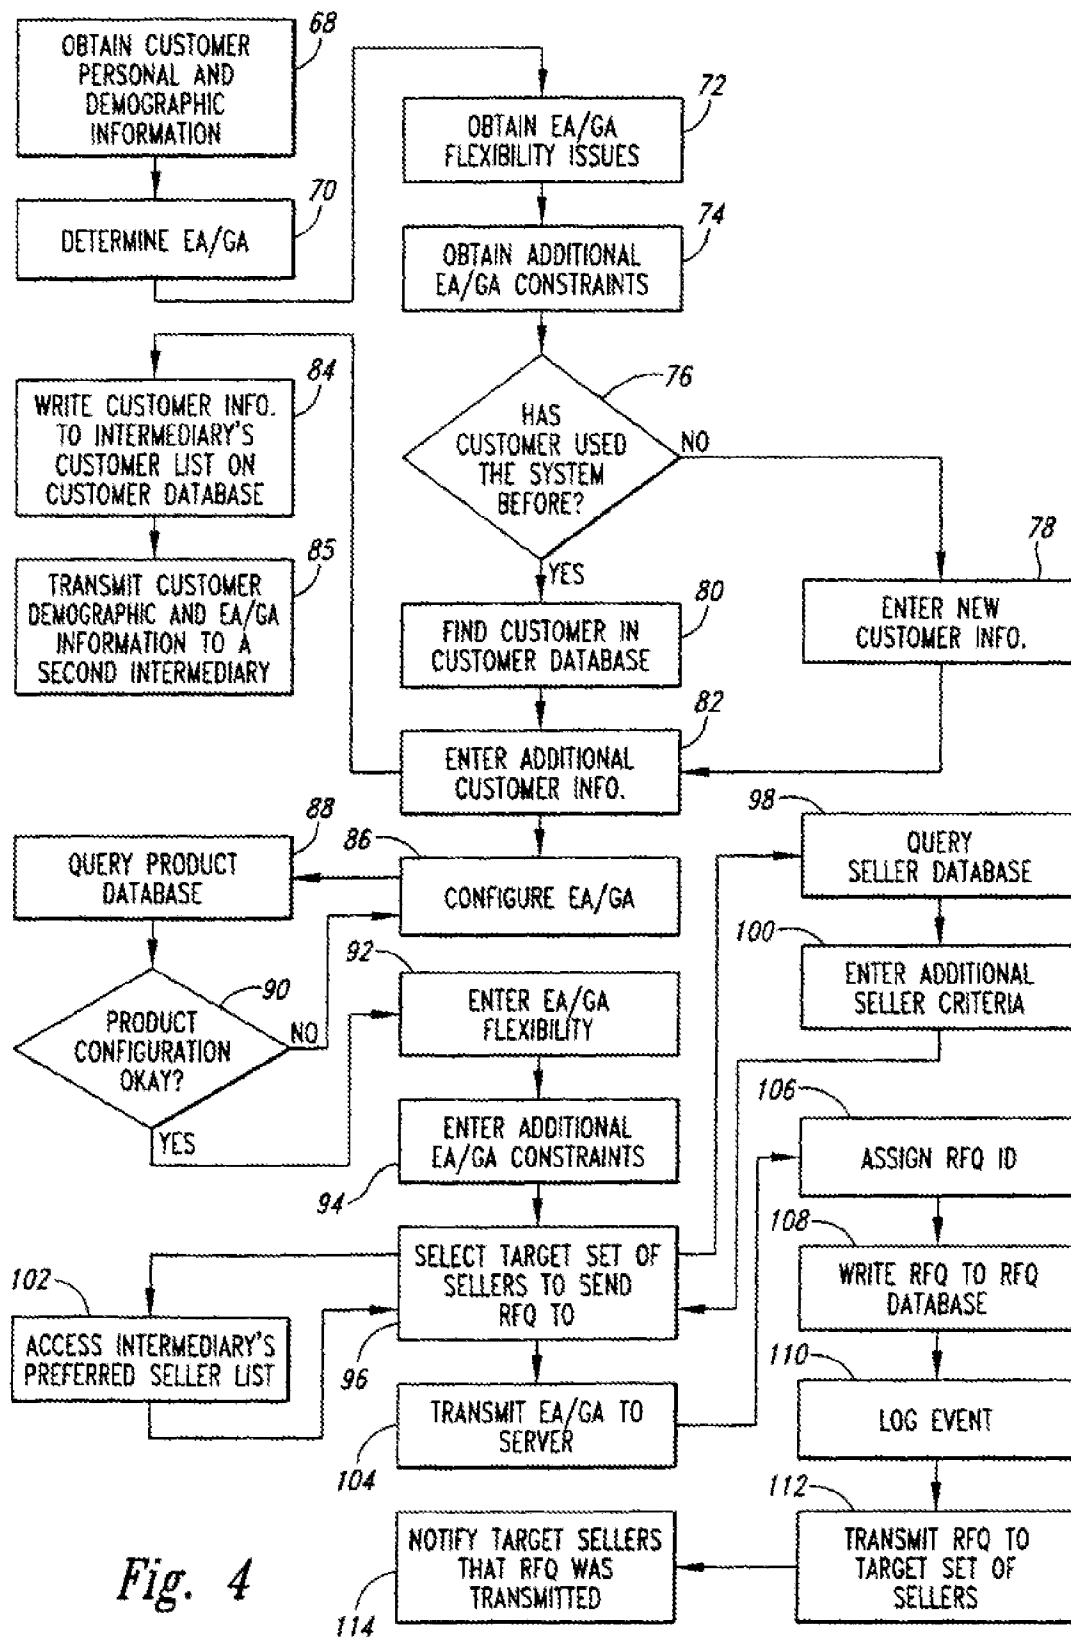 68
OBTAIN CUSTOMER
PERSONAL AND
DEMOGRAPHIC
INFORMATION
70
DETERMINE EA/GA
72
OBTAIN EA/GA
FLEXIBILITY ISSUES
74
OBTAIN ADDITIONAL
EA/GA CONSTRAINTS
76
HAS
CUSTOMER USED
THE SYSTEM
BEFORE?
NO
YES
78
ENTER NEW
CUSTOMER INFO.
80
FIND CUSTOMER IN
CUSTOMER DATABASE
82
ENTER ADDITIONAL
CUSTOMER INFO.
84
WRITE CUSTOMER INFO.
TO INTERMEDIARY'S
CUSTOMER LIST ON
CUSTOMER DATABASE
85
TRANSMIT CUSTOMER
DEMOGRAPHIC AND EA/GA
INFORMATION TO A
SECOND INTERMEDIARY
86
CONFIGURE EA/GA
88
QUERY PRODUCT
DATABASE
90
PRODUCT
CONFIGURATION
OKAY?
NO
YES
92
ENTER EA/GA
FLEXIBILITY
ENTER ADDITIONAL
EA/GA CONSTRAINTS
94
SELECT TARGET SET OF
SELLERS TO SEND
RFQ TO
96
98
QUERY
SELLER DATABASE
100
ENTER ADDITIONAL
SELLER CRITERIA
102
ACCESS INTERMEDIARY'S
PREFERRED SELLER LIST
TRANSMIT EA/GA TO
SERVER
104
106
ASSIGN RFQ ID
108
WRITE RFQ TO RFQ
DATABASE
110
LOG EVENT
112
TRANSMIT RFQ TO
TARGET SET OF
SELLERS
NOTIFY TARGET SELLERS
THAT RFQ WAS
TRANSMITTED
114
Fig. 4